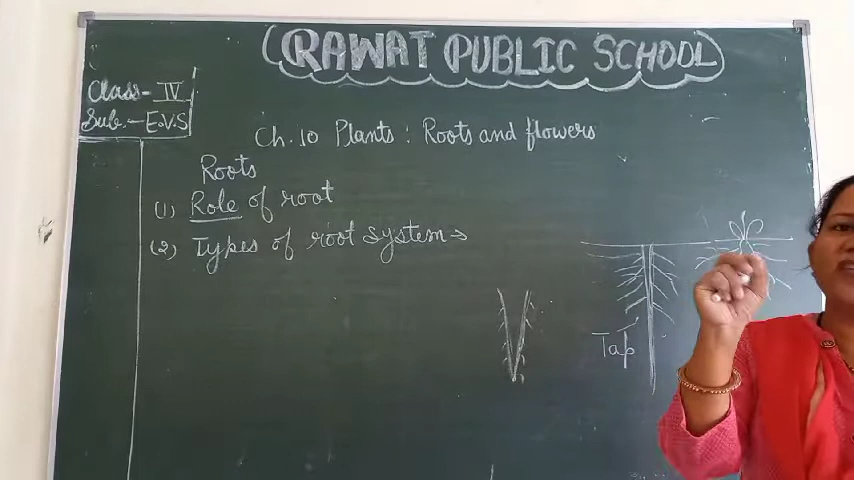 RAWAT PUBLIC SCHOOL
Class- IV
Sub.- E.V.S
Ch.10 Plants : Roots and flowers
Roots
(1) Role of root
(2) Types of root system →
Tap